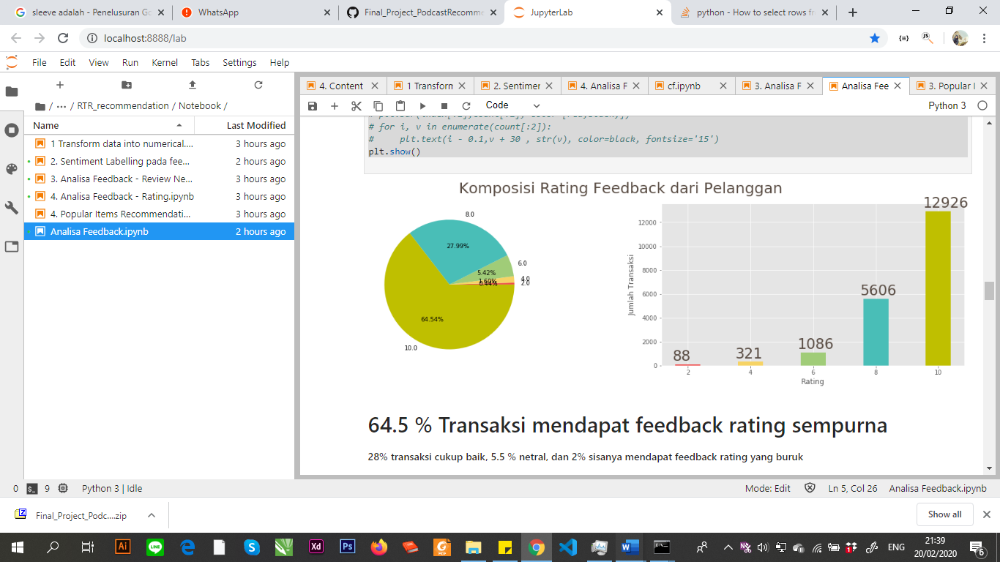 sleeve adalah - Penelusuran Go
WhatsApp
Final_Project_PodcastRecomme
JupyterLab
python - How to select rows fr
localhost:8888/lab
File Edit View Run Kernel Tabs Settings Help
4. Content
1 Transform
2. Sentimer
4. Analisa F
cf.ipynb
3. Analisa F
Analisa Fee
3. Popular I
/ ... / RTR_recommendation / Notebook /
Code
Python 3
Name Last Modified
1 Transform data into numerical.... 3 hours ago
2. Sentiment Labelling pada fee... 2 hours ago
3. Analisa Feedback - Review Ne... 3 hours ago
4. Analisa Feedback - Rating.ipynb 3 hours ago
4. Popular Items Recommendati... 3 hours ago
Analisa Feedback.ipynb 2 hours ago
# for i, v in enumerate(count[:2]):
#     plt.text(i - 0.1,v + 30 , str(v), color=black, fontsize='15')
plt.show()
Komposisi Rating Feedback dari Pelanggan
8.0
27.99%
6.0
5.42%
4.0
1.60%
2.0
0.44%
64.54%
10.0
12926
12000
10000
8000
6000
4000
2000
0
Jumlah Transaksi
5606
1086
321
88
2 4 6 8 10
Rating
64.5 % Transaksi mendapat feedback rating sempurna
28% transaksi cukup baik, 5.5 % netral, dan 2% sisanya mendapat feedback rating yang buruk
0 9 Python 3 | Idle
Mode: Edit Ln 5, Col 26 Analisa Feedback.ipynb
Final_Project_Podc....zip
Show all
Ai LINE Xd Ps PDF
ENG
21:39
20/02/2020
6